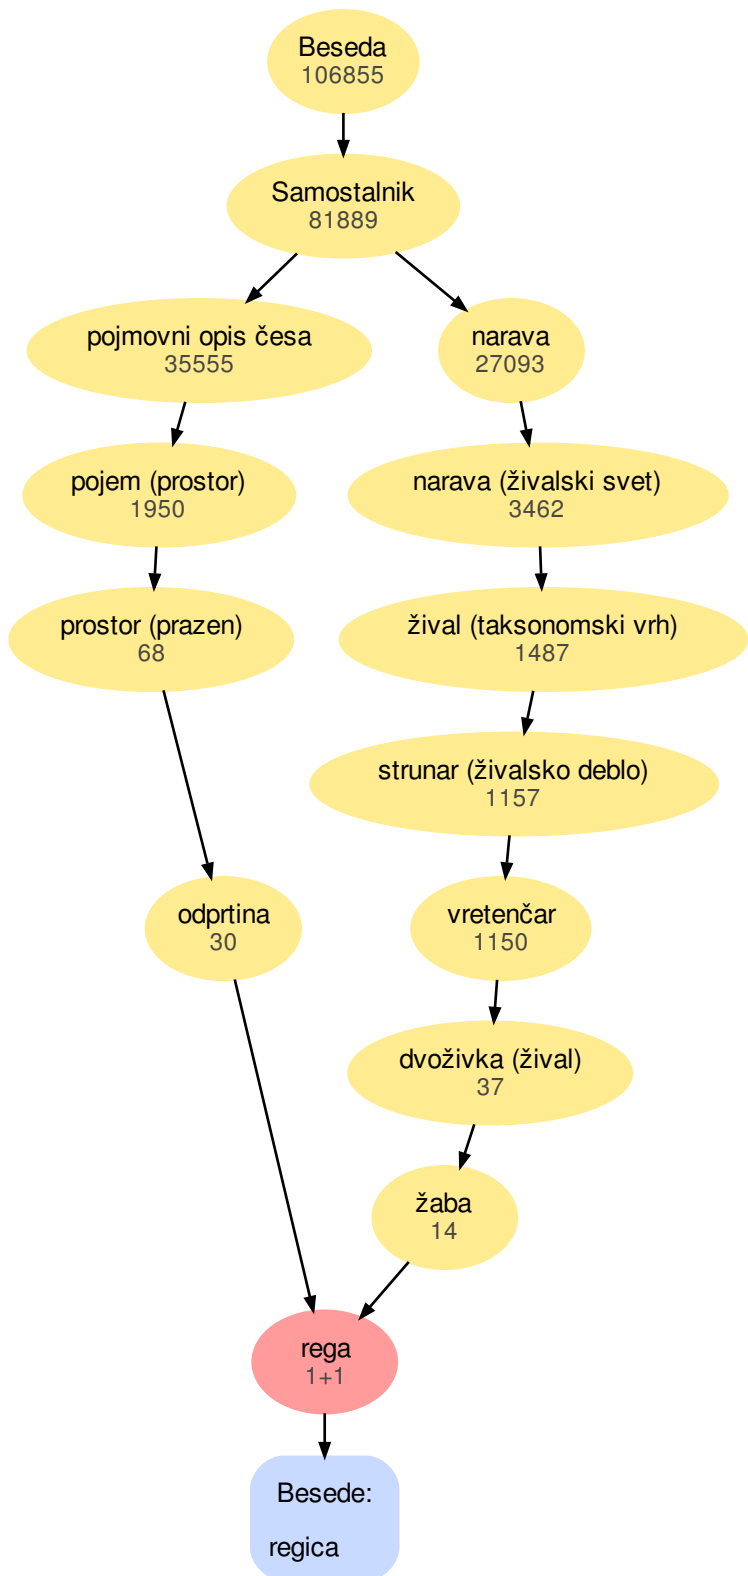 Beseda
106855
Samostalnik
81889
pojmovni opis česa
35555
narava
27093
pojem (prostor)
1950
narava (živalski svet)
3462
prostor (prazen)
68
žival (taksonomski vrh)
1487
strunar (živalsko deblo)
1157
odprtina
30
vretenčar
1150
dvoživka (žival)
37
žaba
14
rega
1+1
Besede:
regica